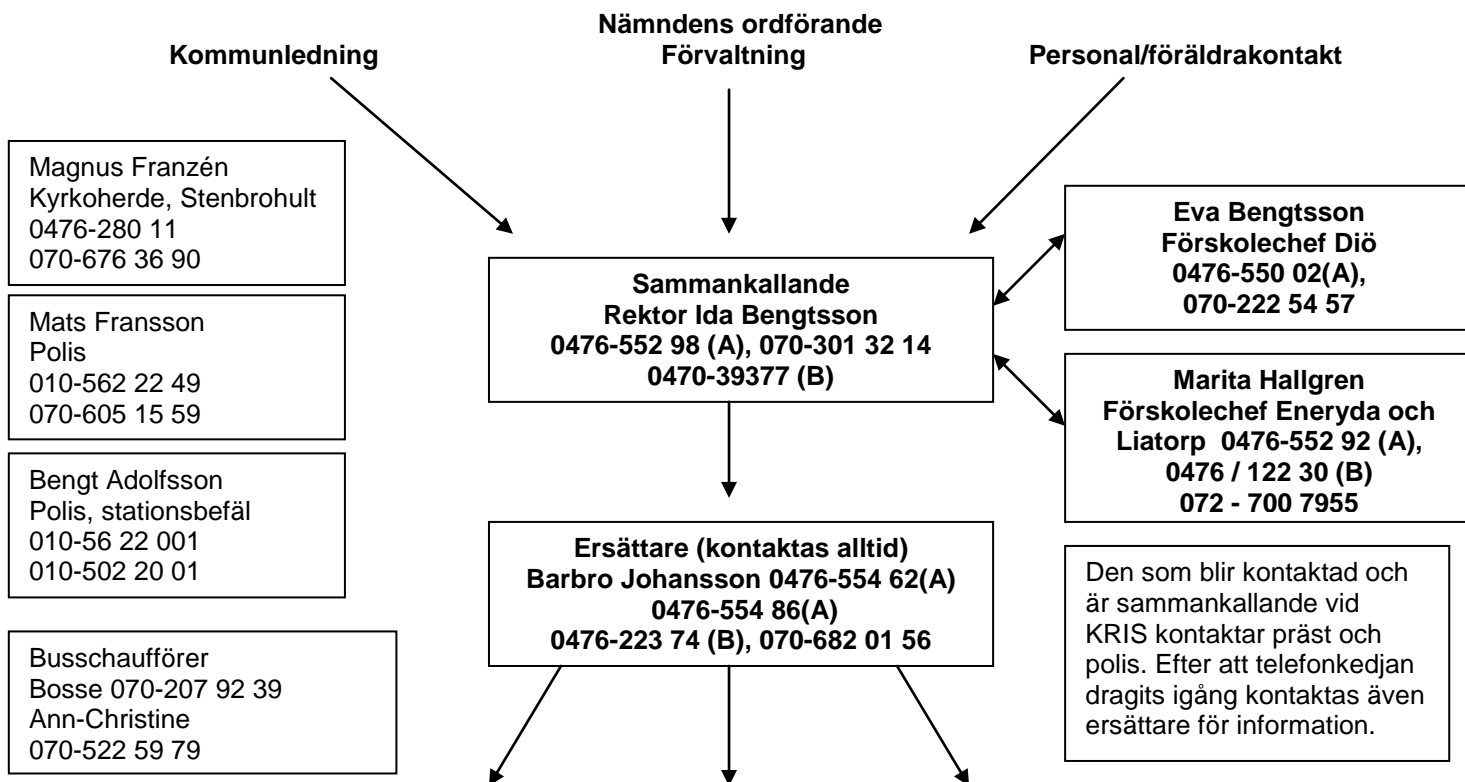 Nämndens ordförande
Kommunledning Förvaltning Personal/föräldrakontakt
Magnus Franzén
Kyrkoherde, Stenbrohult
0476-280 11
070-676 36 90
Mats Fransson
Polis
010-562 22 49
070-605 15 59
Bengt Adolfsson
Polis, stationsbefäl
010-56 22 001
010-502 20 01
Busschaufförer
Bosse 070-207 92 39
Ann-Christine
070-522 59 79
Sammankallande
Rektor Ida Bengtsson
0476-552 98 (A), 070-301 32 14
0470-39377 (B)
Ersättare (kontaktas alltid)
Barbro Johansson 0476-554 62(A)
0476-554 86(A)
0476-223 74 (B), 070-682 01 56
Eva Bengtsson
Förskolechef Diö
0476-550 02(A),
070-222 54 57
Marita Hallgren
Förskolechef Eneryda och
Liatorp 0476-552 92 (A),
0476 / 122 30 (B)
072 - 700 7955
Den som blir kontaktad och
är sammankallande vid
KRIS kontaktar präst och
polis. Efter att telefonkedjan
dragits igång kontaktas även
ersättare för information.